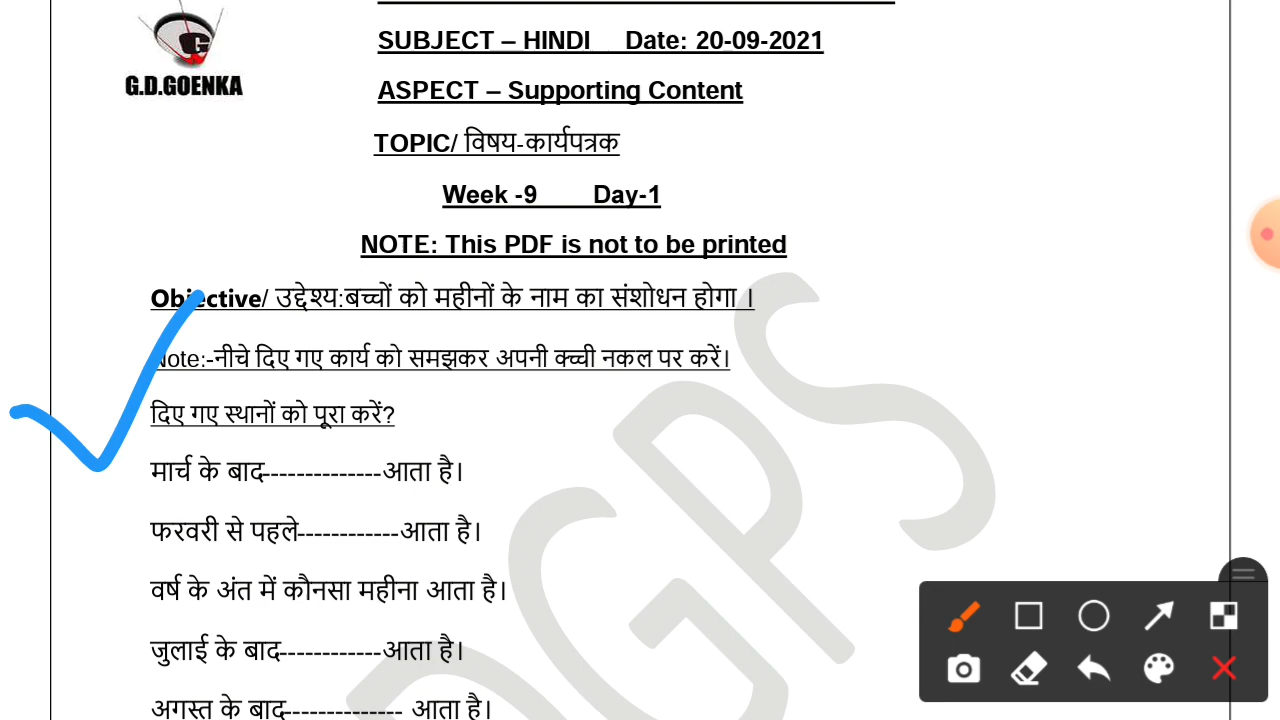 G
G.D.GOENKA
SUBJECT – HINDI Date: 20-09-2021
ASPECT – Supporting Content
TOPIC/ विषय-कार्यपत्रक
Week -9 Day-1
NOTE: This PDF is not to be printed
Objective/ उद्देश्य:बच्चों को महीनों के नाम का संशोधन होगा ।
Note:-नीचे दिए गए कार्य को समझकर अपनी क्च्ची नकल पर करें।
दिए गए स्थानों को पूरा करें?
मार्च के बाद--------------आता है।
फरवरी से पहले------------आता है।
वर्ष के अंत में कौनसा महीना आता है।
जुलाई के बाद------------आता है।
अगस्त के बाद-------------- आता है।
DGPS